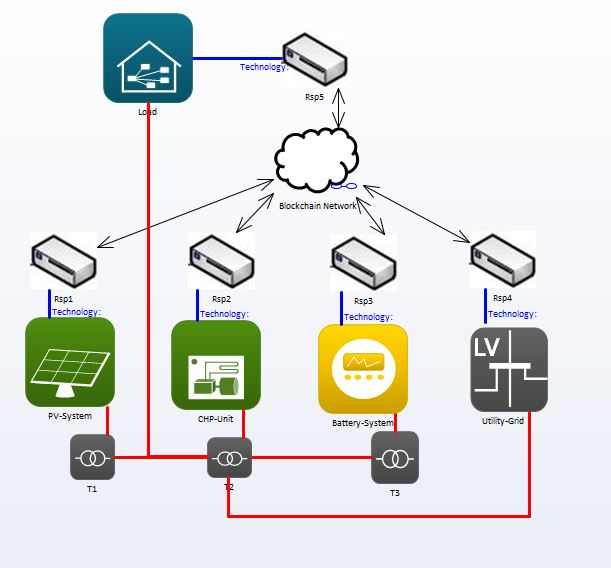 Technology:
Rsp5
Load
Blockchain Network
Rsp1
Rsp2
Rsp3
Rsp4
Technology:
Technology:
Technology:
Technology:
LV
PV-System
CHP-Unit
Battery-System
Utility-Grid
T1
T2
T3